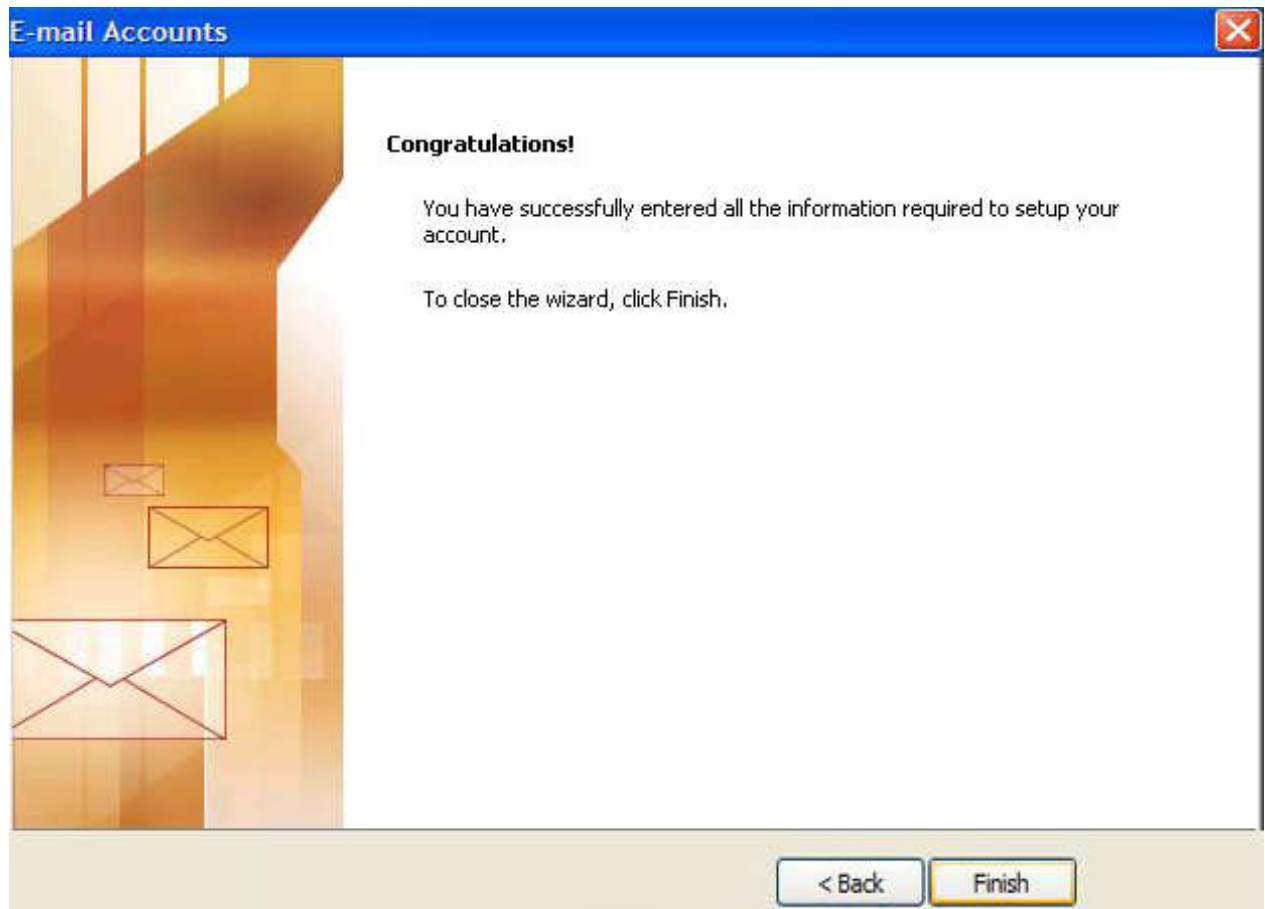 E-mail Accounts
Congratulations!
You have successfully entered all the information required to setup your
account.
To close the wizard, click Finish.
< Back
Finish